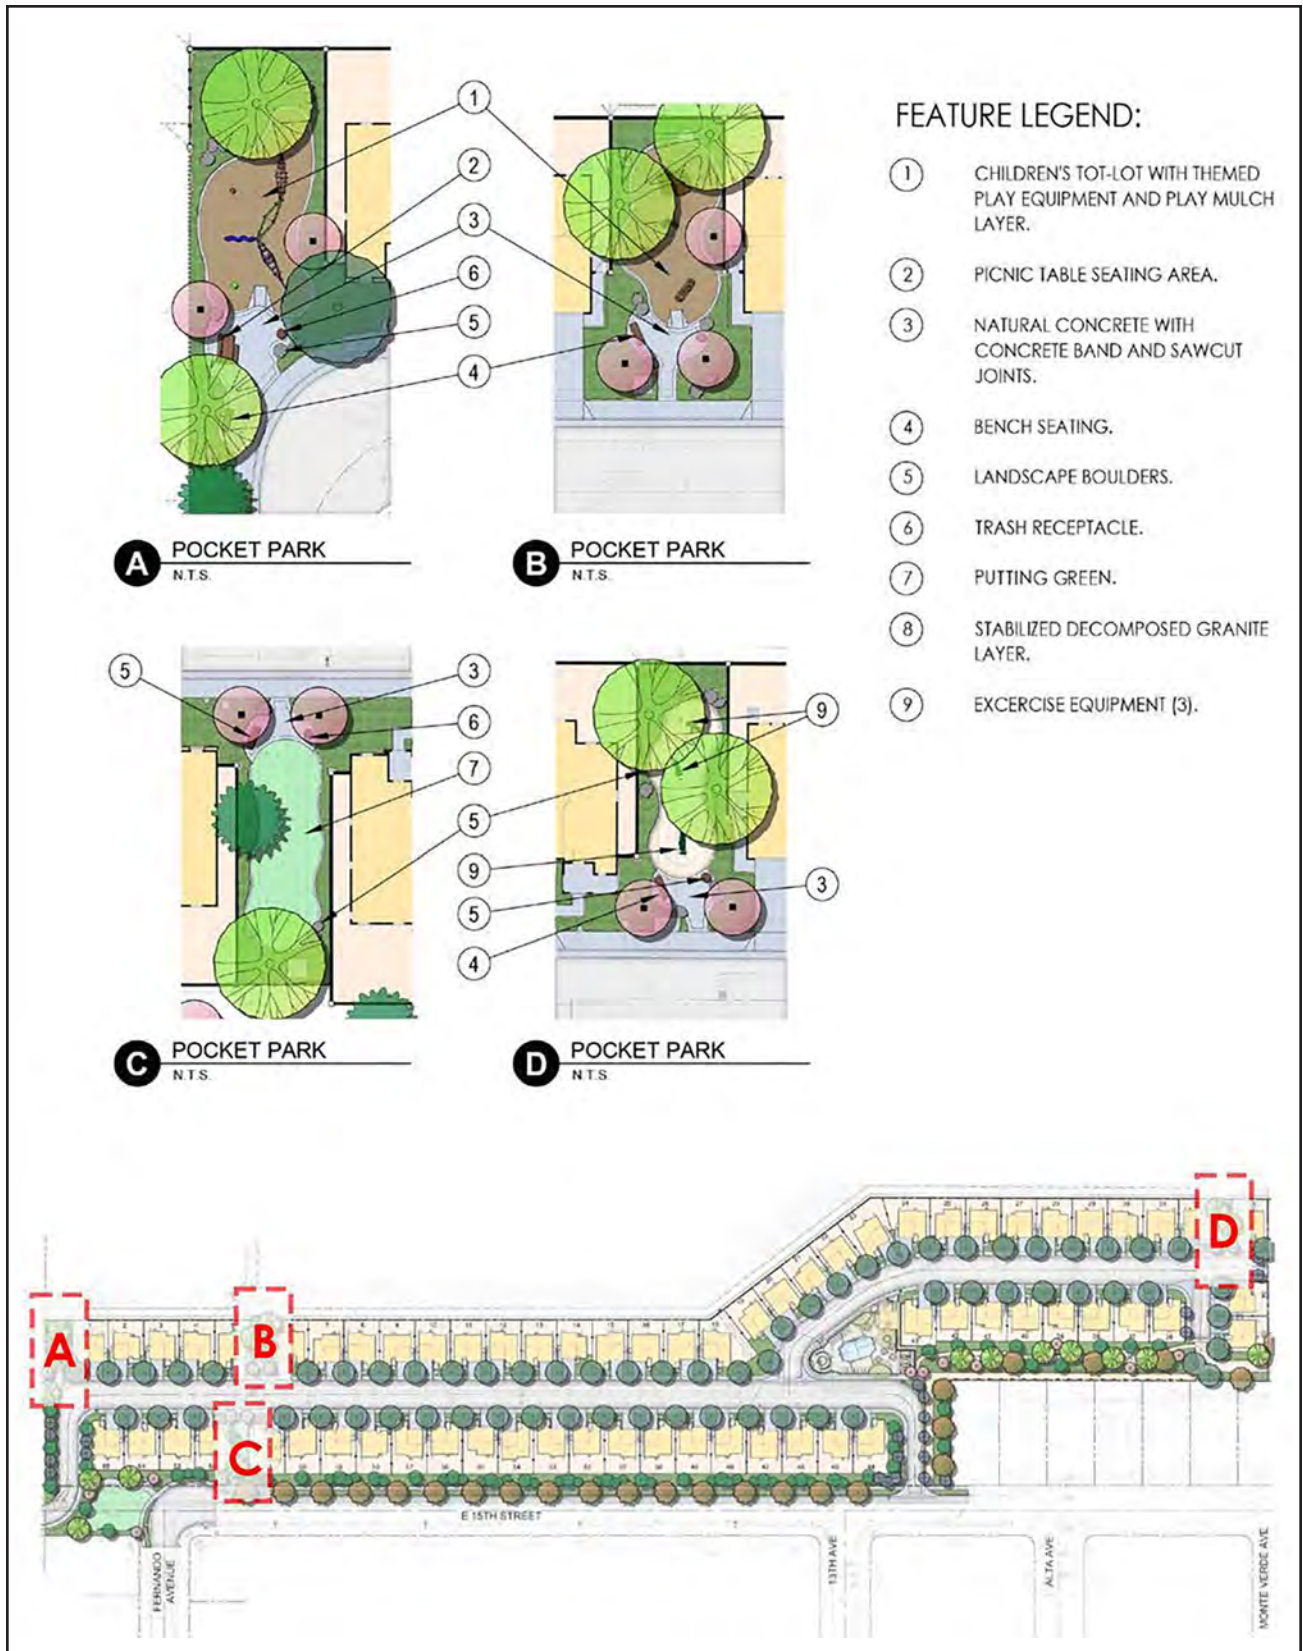 1
2
3
6
5
4
FEATURE LEGEND:
1 CHILDREN'S TOT-LOT WITH THEMED
PLAY EQUIPMENT AND PLAY MULCH
LAYER.
2 PICNIC TABLE SEATING AREA.
3 NATURAL CONCRETE WITH
CONCRETE BAND AND SAWCUT
JOINTS.
4 BENCH SEATING.
5 LANDSCAPE BOULDERS.
6 TRASH RECEPTACLE.
7 PUTTING GREEN.
8 STABILIZED DECOMPOSED GRANITE
LAYER.
9 EXCERCISE EQUIPMENT (3).
A POCKET PARK
N.T.S.
B POCKET PARK
N.T.S.
5
3
6
7
5
9
5
4
9
3
C POCKET PARK
N.T.S.
D POCKET PARK
N.T.S.
A
B
C
D
E 15TH STREET
FERNANDO
AVENUE
13TH AVE
ALTA AVE
MONTE VERDE AVE